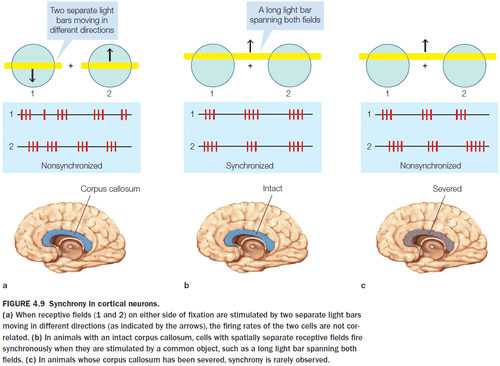 Two separate light
bars moving in
different directions
A long light bar
spanning both fields
+
+
+
1
2
1
2
1
2
1
2
1
2
1
2
Nonsynchronized
Synchronized
Nonsynchronized
Corpus callosum
Intact
Severed
a
b
c
FIGURE 4.9 Synchrony in cortical neurons.
(a) When receptive fields (1 and 2) on either side of fixation are stimulated by two separate light bars
moving in different directions (as indicated by the arrows), the firing rates of the two cells are not cor-
related. (b) In animals with an intact corpus callosum, cells with spatially separate receptive fields fire
synchronously when they are stimulated by a common object, such as a long light bar spanning both
fields. (c) In animals whose corpus callosum has been severed, synchrony is rarely observed.